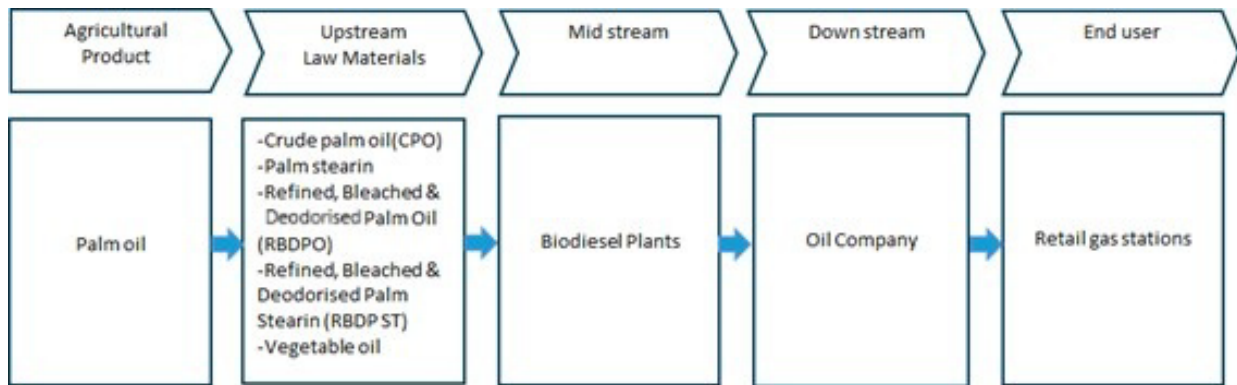 Agricultural
Product
Upstream
Law Materials
Mid stream
Down stream
End user
Palm oil
-Crude palm oil(CPO)
-Palm stearin
-Refined, Bleached &
Deodorised Palm Oil
(RBDPO)
-Refined, Bleached &
Deodorised Palm
Stearin (RBDP ST)
-Vegetable oil
Biodiesel Plants
Oil Company
Retail gas stations